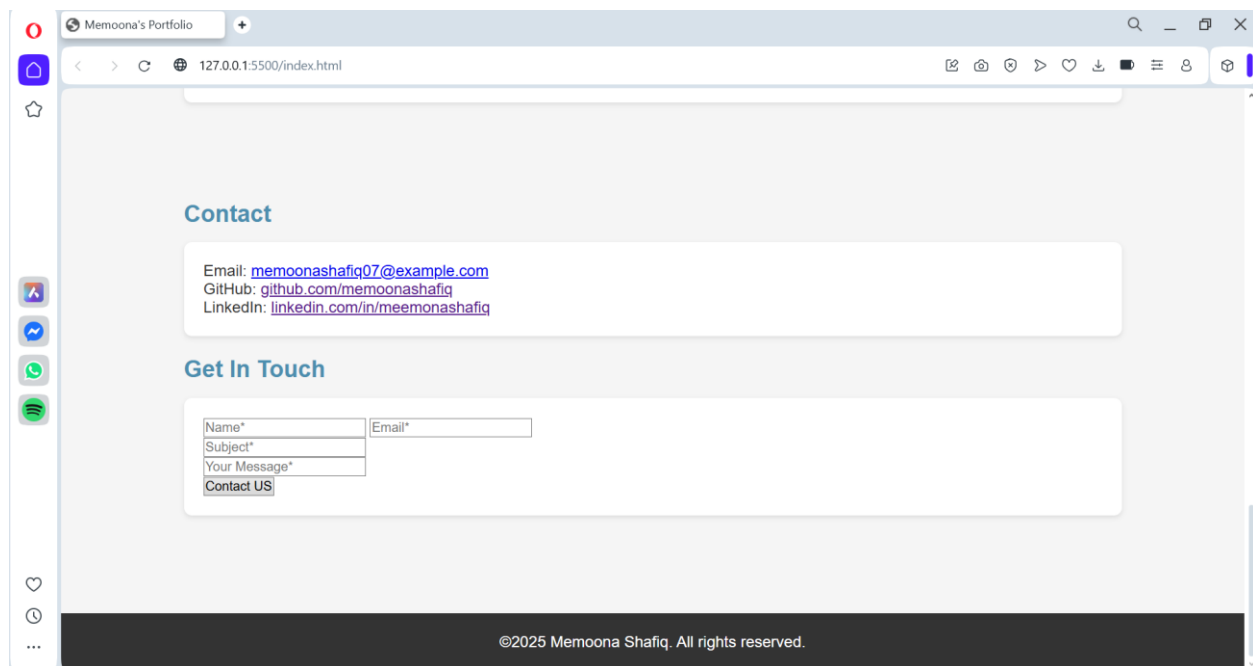 Memoona's Portfolio
127.0.0.1:5500/index.html
Contact
Email: memoonashafiq07@example.com
GitHub: github.com/memoonashafiq
LinkedIn: linkedin.com/in/meemonashafiq
Get In Touch
Name* Email*
Subject*
Your Message*
Contact US
©2025 Memoona Shafiq. All rights reserved.